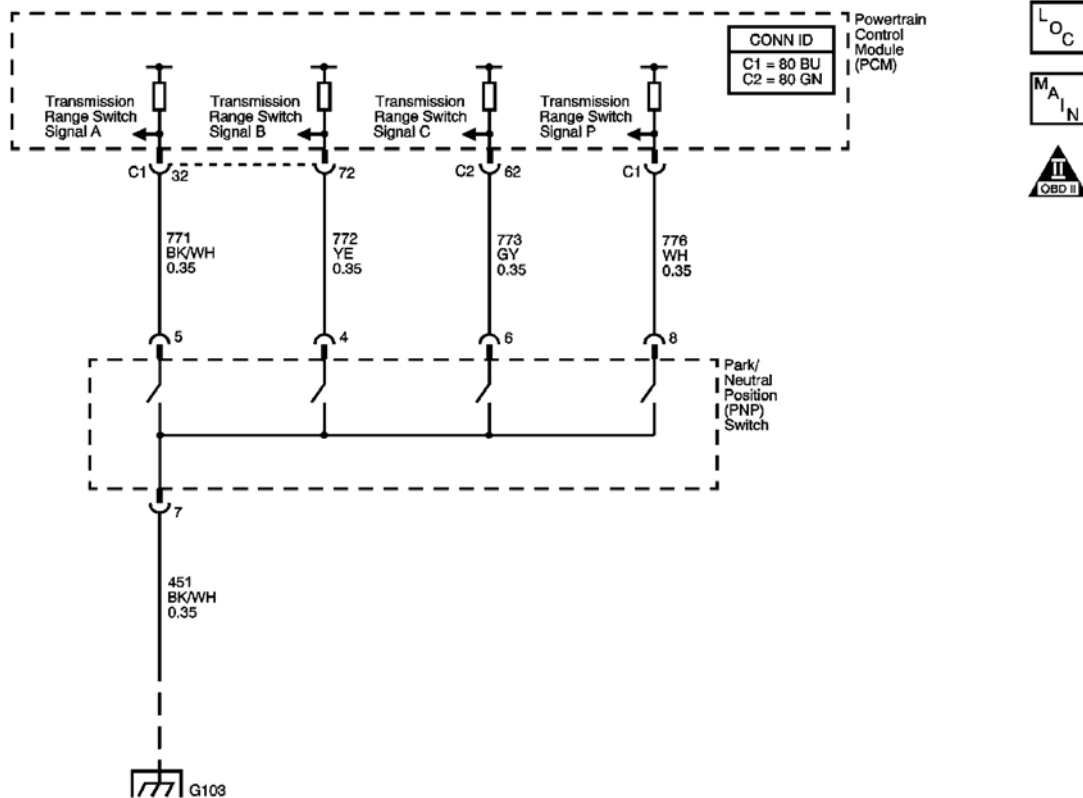 Powertrain
Control
Module
(PCM)
CONN ID
C1 = 80 BU
C2 = 80 GN
LOC
MAIN
II
OBD II
Transmission
Range Switch
Signal A
Transmission
Range Switch
Signal B
Transmission
Range Switch
Signal C
Transmission
Range Switch
Signal P
C1 32
72
C2 62
C1
771
BK/WH
0.35
772
YE
0.35
773
GY
0.35
776
WH
0.35
5
4
6
8
Park/
Neutral
Position
(PNP)
Switch
7
451
BK/WH
0.35
G103